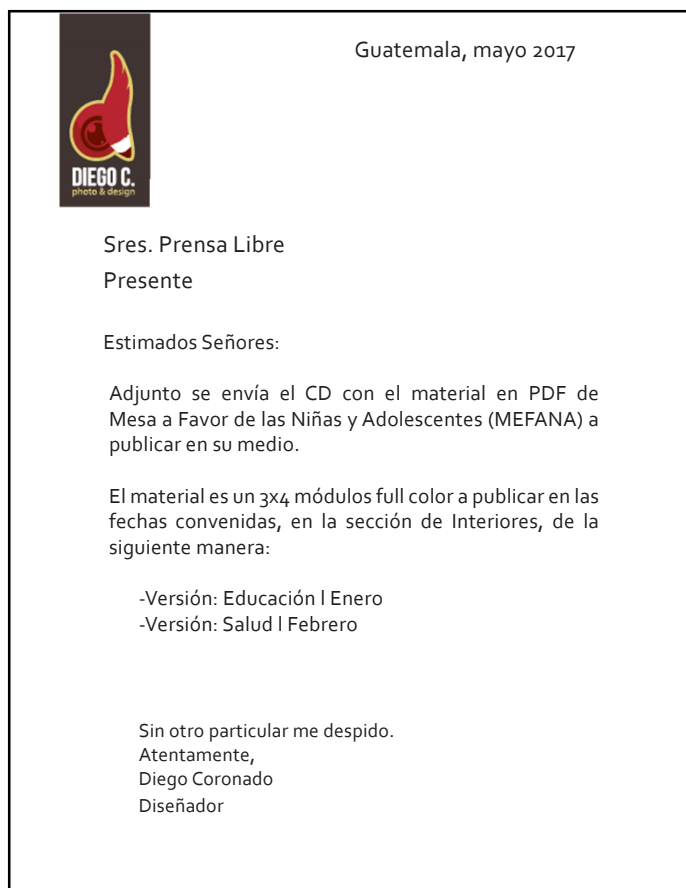 Guatemala, mayo 2017
DIEGO C.
photo & design
Sres. Prensa Libre
Presente
Estimados Señores:
Adjunto se envía el CD con el material en PDF de
Mesa a Favor de las Niñas y Adolescentes (MEFANA) a
publicar en su medio.
El material es un 3x4 módulos full color a publicar en las
fechas convenidas, en la sección de Interiores, de la
siguiente manera:
-Versión: Educación l Enero
-Versión: Salud l Febrero
Sin otro particular me despido.
Atentamente,
Diego Coronado
Diseñador